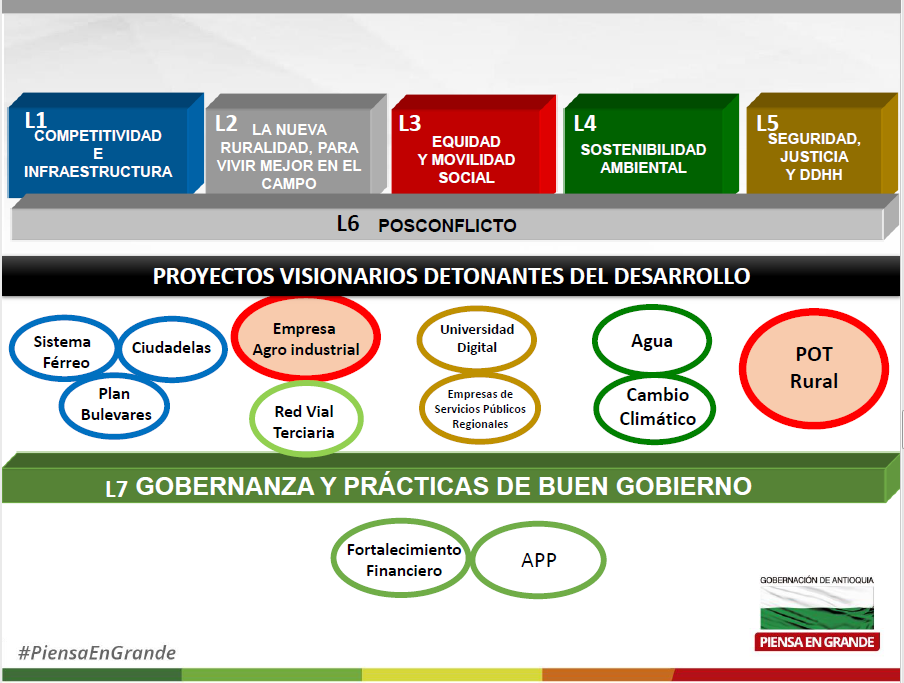 L1
COMPETITIVIDAD
E
INFRAESTRUCTURA
L2
LA NUEVA
RURALIDAD, PARA
VIVIR MEJOR EN EL
CAMPO
L3
EQUIDAD
Y MOVILIDAD
SOCIAL
L4
SOSTENIBILIDAD
AMBIENTAL
L5
SEGURIDAD,
JUSTICIA
Y DDHH
L6 POSCONFLICTO
PROYECTOS VISIONARIOS DETONANTES DEL DESARROLLO
Sistema
Férreo
Ciudadelas
Plan
Bulevares
Empresa
Agro industrial
Red Vial
Terciaria
Universidad
Digital
Empresas de
Servicios Públicos
Regionales
Agua
Cambio
Climático
POT
Rural
L7 GOBERNANZA Y PRÁCTICAS DE BUEN GOBIERNO
Fortalecimiento
Financiero
APP
GOBERNACIÓN DE ANTIOQUIA
PIENSA EN GRANDE
#PiensaEnGrande